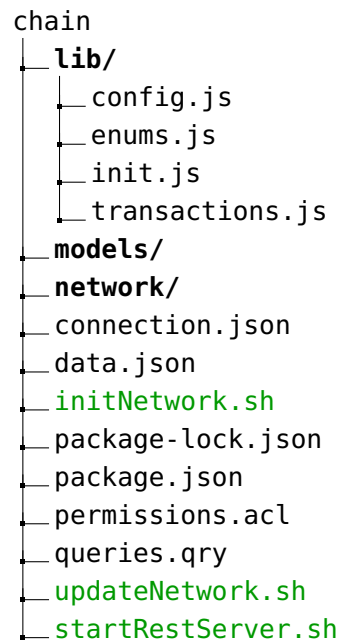 chain
lib/
config.js
enums.js
init.js
transactions.js
models/
network/
connection.json
data.json
initNetwork.sh
package-lock.json
package.json
permissions.acl
queries.qry
updateNetwork.sh
startRestServer.sh